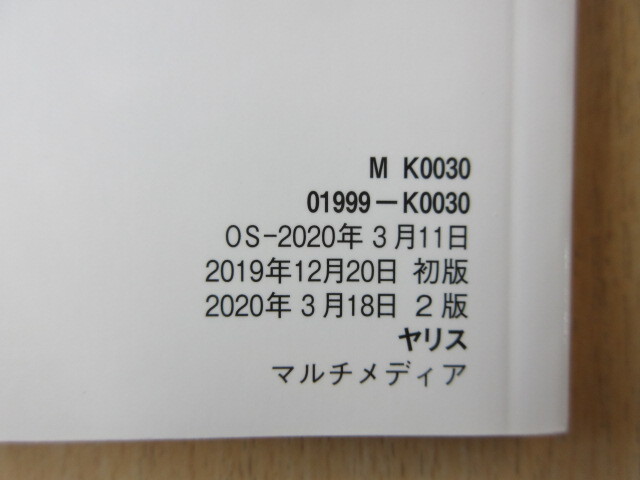 M K0030
01999-K0030
OS-2020年3月11日
2019年12月20日 初版
2020年3月18日 2版
ヤリス
マルチメディア